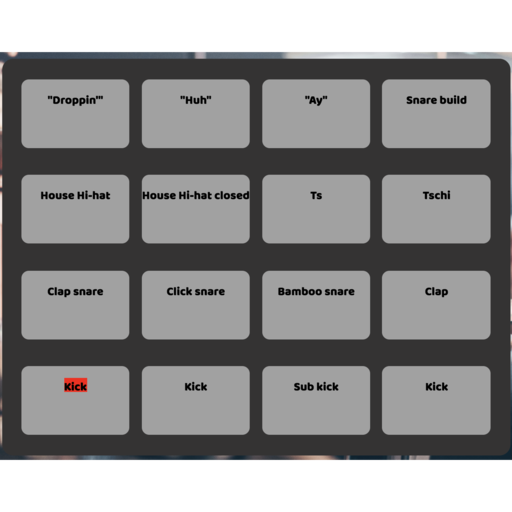 "Droppin'"
"Huh"
"Ay"
Snare build
House Hi-hat
House Hi-hat closed
Ts
Tschi
Clap snare
Click snare
Bamboo snare
Clap
Kick
Kick
Sub kick
Kick